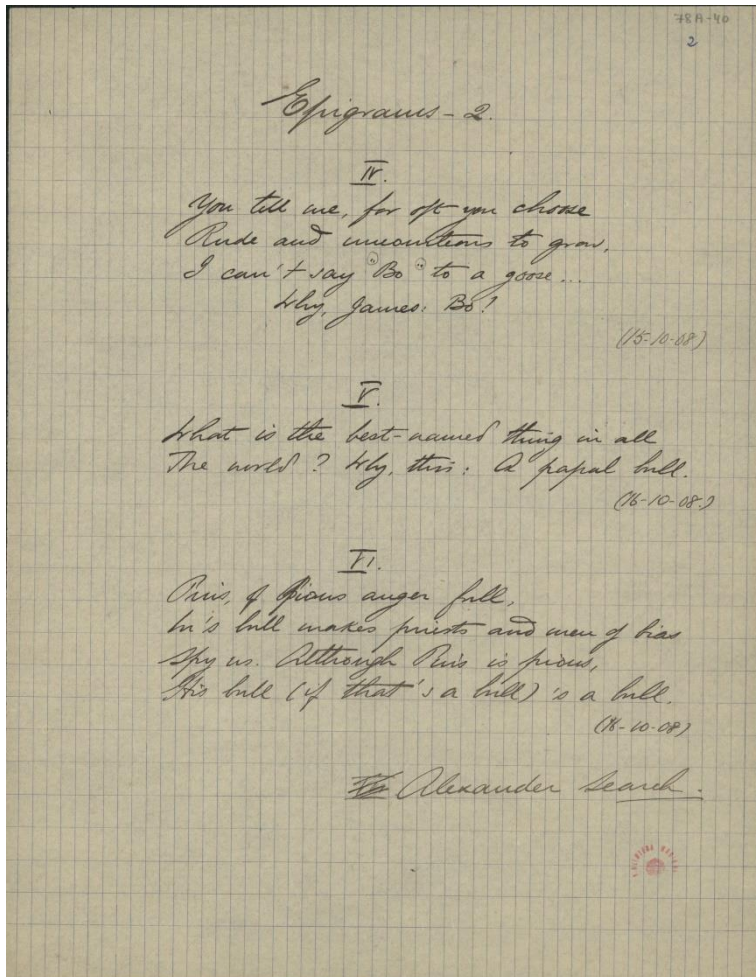 78A-40
2
Epigrams - 2.
IV.
You tell me, for oft you choose
Rude and uncourteous to grow,
I can't say "Bo" to a goose...
Why, James: Bo!
(15-10-08)
V.
What is the best-named thing in all
The world? Why, this: A papal bull.
(16-10-08.)
VI.
Pius, of pious anger full,
In's bull makes priests and men of bias
Spy us. Although Pius is pious,
His bull (if that's a bull)'s a bull.
(16-10-08)
Alexander Search.